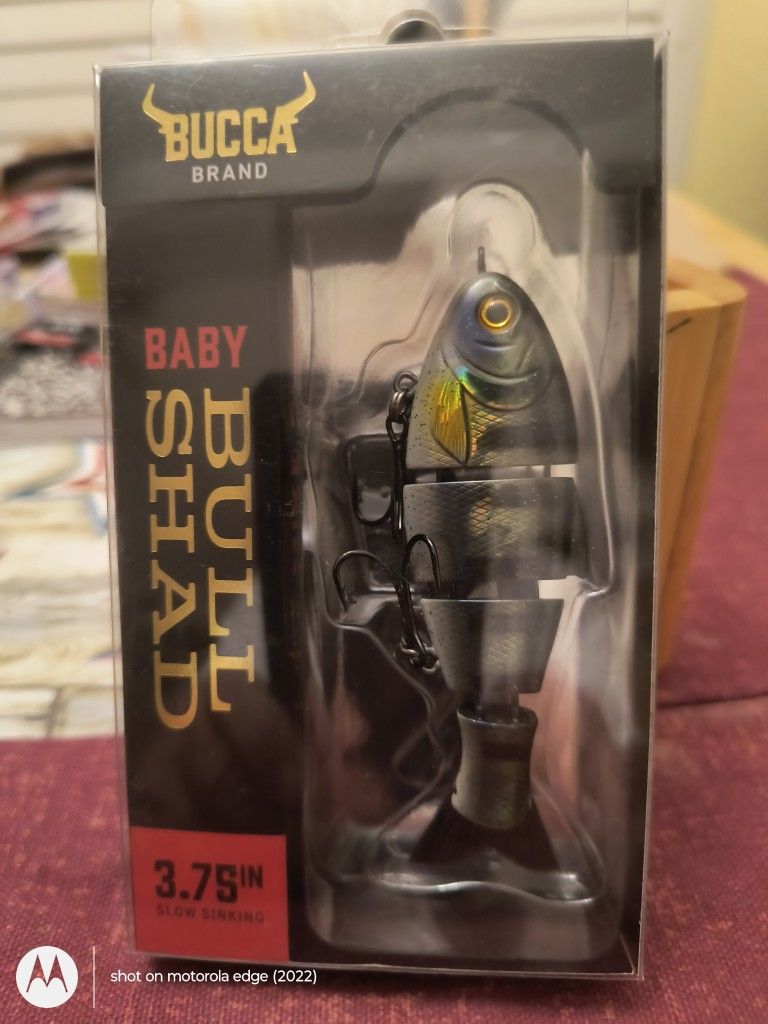 BUCCA
BRAND
BABY
BULL
SHAD
3.75IN
SLOW SINKING
shot on motorola edge (2022)